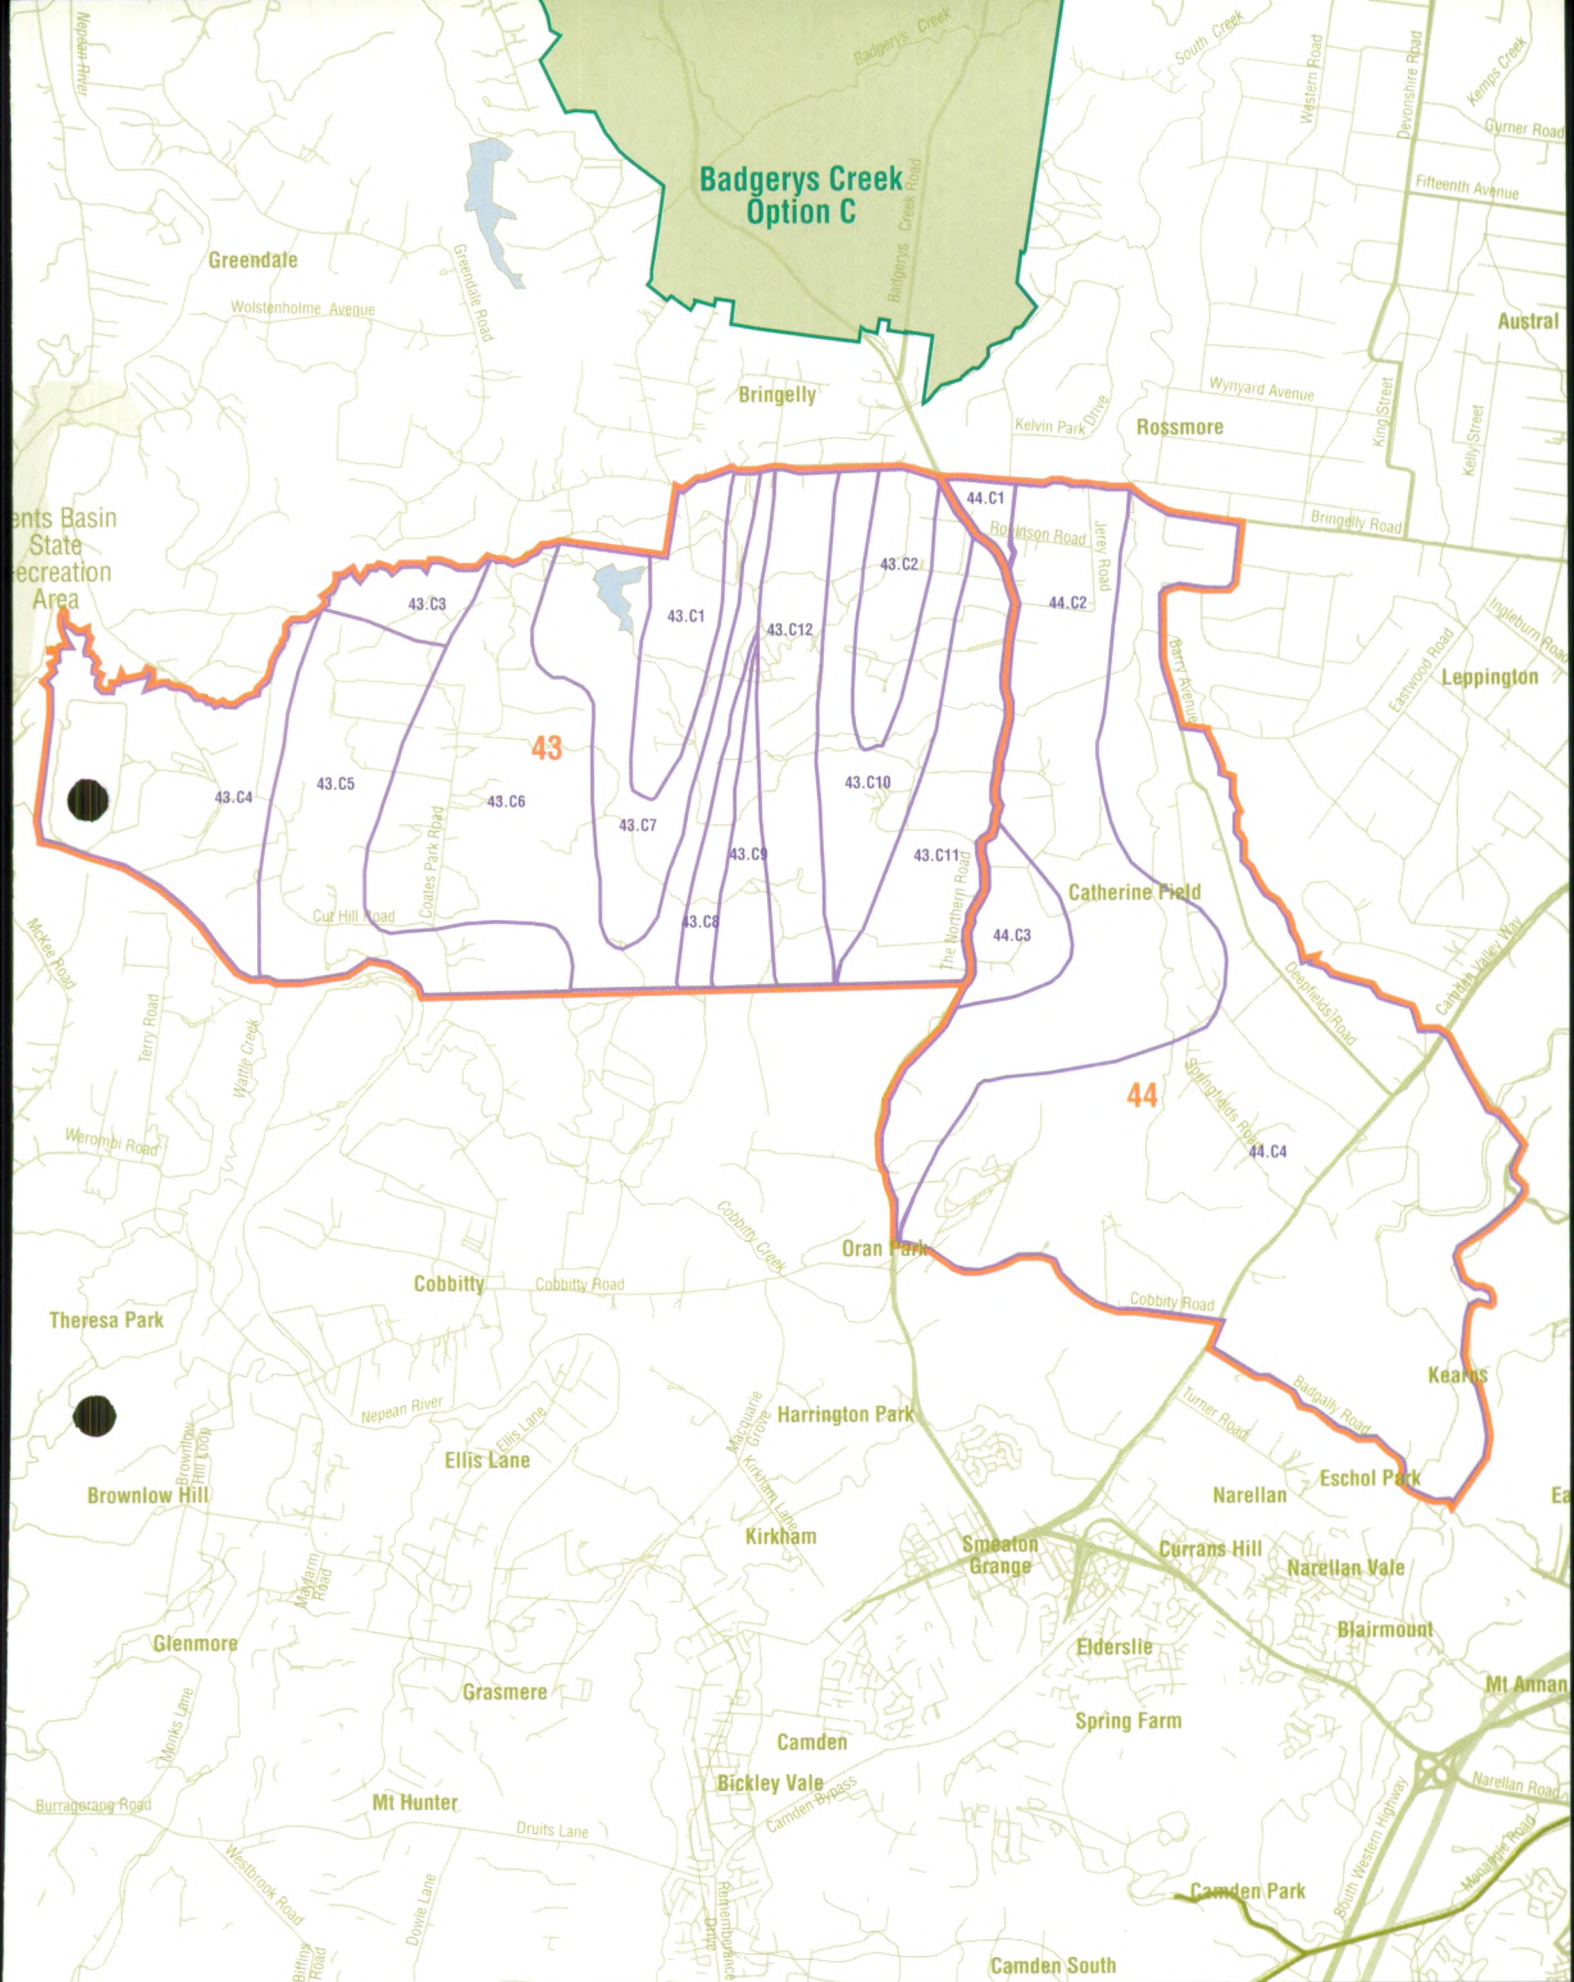 Nepean River
Badgerys Creek
South Creek
Western Road
Devonshire Road
Kemps Creek
Gurner Road
Badgerys Creek
Option C
Badgerys Creek Road
Fifteenth Avenue
Greendale
Greendale Road
Wolstenholme Avenue
Austral
Bringelly
Wynyard Avenue
King Street
Kelly Street
Kelvin Park Drive
Rossmore
ents Basin
State
ecreation
Area
44.C1
Bringelly Road
Robinson Road
Jerey Road
43.C2
43.C3
44.C2
43.C1
43.C12
Ingleburn Road
Eastwood Road
Leppington
Barry Avenue
43
43.C4
43.C5
43.C6
43.C10
43.C7
Coates Park Road
43.C9
43.C11
The Northern Road
Catherine Field
Cut Hill Road
43.C8
44.C3
McKee Road
Camden Valley Way
Deepfields Road
Terry Road
Wattle Creek
44
Springfields Road
44.C4
Werombi Road
Cobbitty Creek
Oran Park
Cobbitty
Cobbitty Road
Cobbity Road
Theresa Park
Kearns
Badgally Road
Turner Road
Nepean River
Harrington Park
Macquarie
Grove
Ellis Lane
Ellis Lane
Brownlow
Hill Loop
Kirkham Lane
Eschol Park
Brownlow Hill
Narellan
Ea
Kirkham
Smeaton
Grange
Currans Hill
Narellan Vale
Mayfarm
Road
Glenmore
Elderslie
Blairmount
Grasmere
Mt Annan
Monks Lane
Spring Farm
Camden
Bickley Vale
Camden Bypass
Narellan Road
Burragorang Road
Mt Hunter
Druits Lane
South Western Highway
Menangle Road
Westbrook Road
Dowle Lane
Camden Park
Remembrance
Drive
Biffins
Road
Camden South